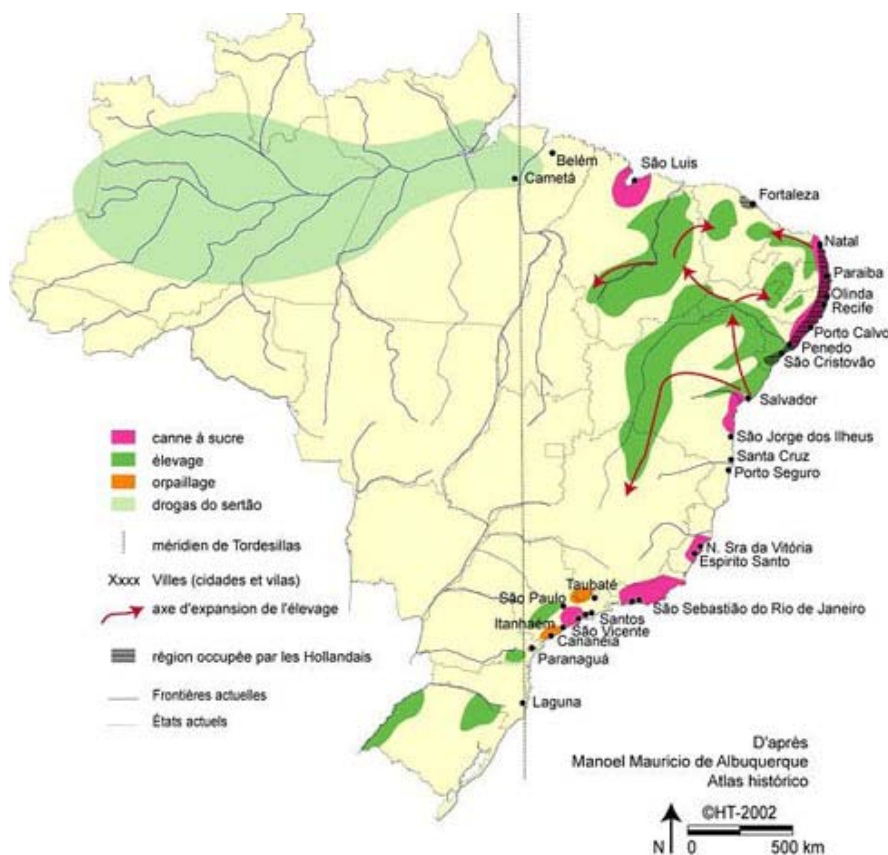 Belém
São Luis
Cametá
Fortaleza
Natal
Paraiba
Olinda
Recife
Porto Calvo
Penedo
São Cristovão
Salvador
São Jorge dos Ilheus
Santa Cruz
Porto Seguro
canne à sucre
élevage
orpaillage
drogas do sertão
méridien de Tordesillas
Xxxx Villes (cidades et vilas)
axe d'expansion de l'élevage
région occupée par les Hollandais
Frontières actuelles
États actuels
N. Sra da Vitória
Espirito Santo
Taubaté
São Paulo
São Sebastião do Rio de Janeiro
Santos
Itanhaém
São Vicente
Cananéia
Paranaguá
Laguna
D'après
Manoel Mauricio de Albuquerque
Atlas histórico
©HT-2002
N 0 500 km